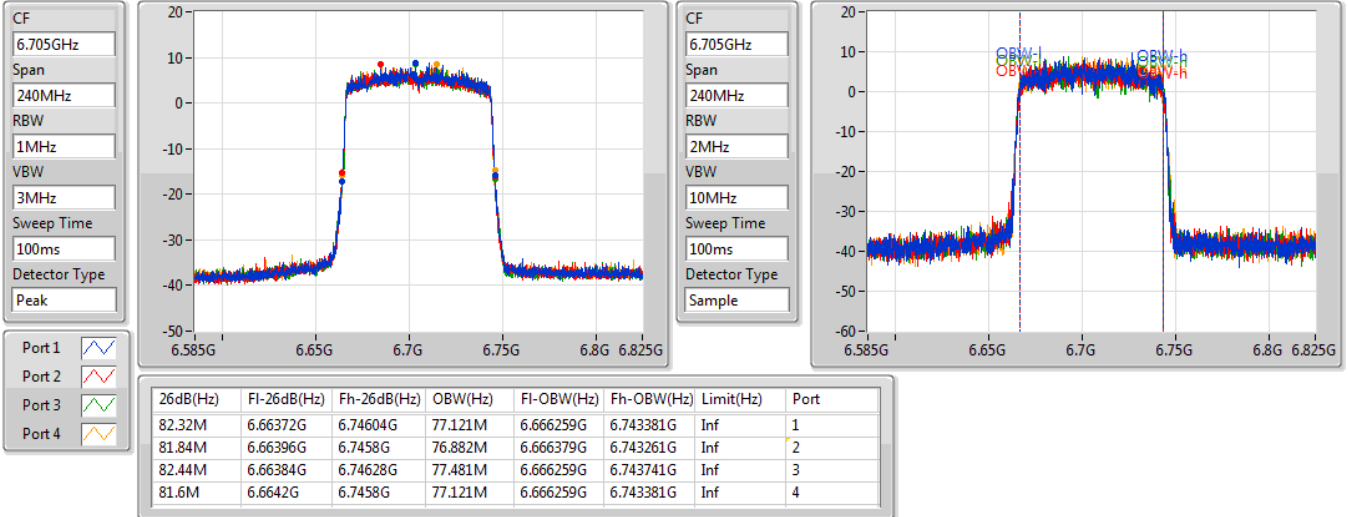 CF
6.705GHz
Span
240MHz
RBW
1MHz
VBW
3MHz
Sweep Time
100ms
Detector Type
Peak
20
10
0
-10
-20
-30
-40
-50
6.585G 6.65G 6.7G 6.75G 6.8G 6.825G
CF
6.705GHz
Span
240MHz
RBW
2MHz
VBW
10MHz
Sweep Time
100ms
Detector Type
Sample
20
10
0
-10
-20
-30
-40
-50
-60
OBW-l OBW-h
OBW-h
6.585G 6.65G 6.7G 6.75G 6.8G 6.825G
Port 1
Port 2
Port 3
Port 4
26dB(Hz) Fl-26dB(Hz) Fh-26dB(Hz) OBW(Hz) Fl-OBW(Hz) Fh-OBW(Hz) Limit(Hz) Port
82.32M 6.66372G 6.74604G 77.121M 6.666259G 6.743381G Inf 1
81.84M 6.66396G 6.7458G 76.882M 6.666379G 6.743261G Inf 2
82.44M 6.66384G 6.74628G 77.481M 6.666259G 6.743741G Inf 3
81.6M 6.6642G 6.7458G 77.121M 6.666259G 6.743381G Inf 4